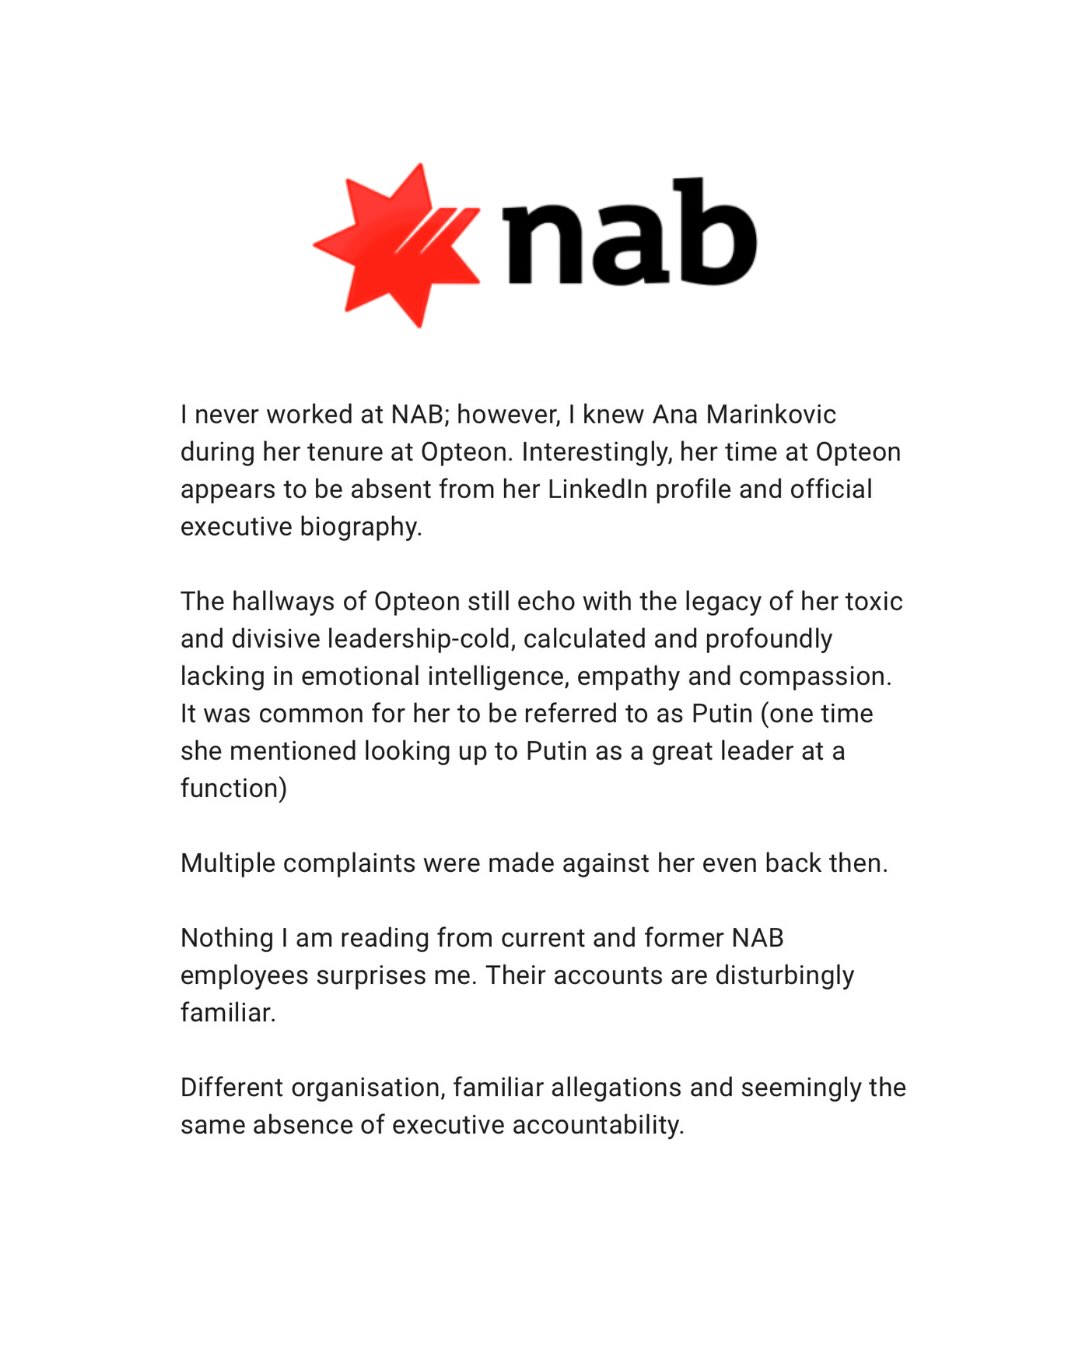 nab
I never worked at NAB; however, I knew Ana Marinkovic
during her tenure at Opteon. Interestingly, her time at Opteon
appears to be absent from her LinkedIn profile and official
executive biography.
The hallways of Opteon still echo with the legacy of her toxic
and divisive leadership-cold, calculated and profoundly
lacking in emotional intelligence, empathy and compassion.
It was common for her to be referred to as Putin (one time
she mentioned looking up to Putin as a great leader at a
function)
Multiple complaints were made against her even back then.
Nothing I am reading from current and former NAB
employees surprises me. Their accounts are disturbingly
familiar.
Different organisation, familiar allegations and seemingly the
same absence of executive accountability.